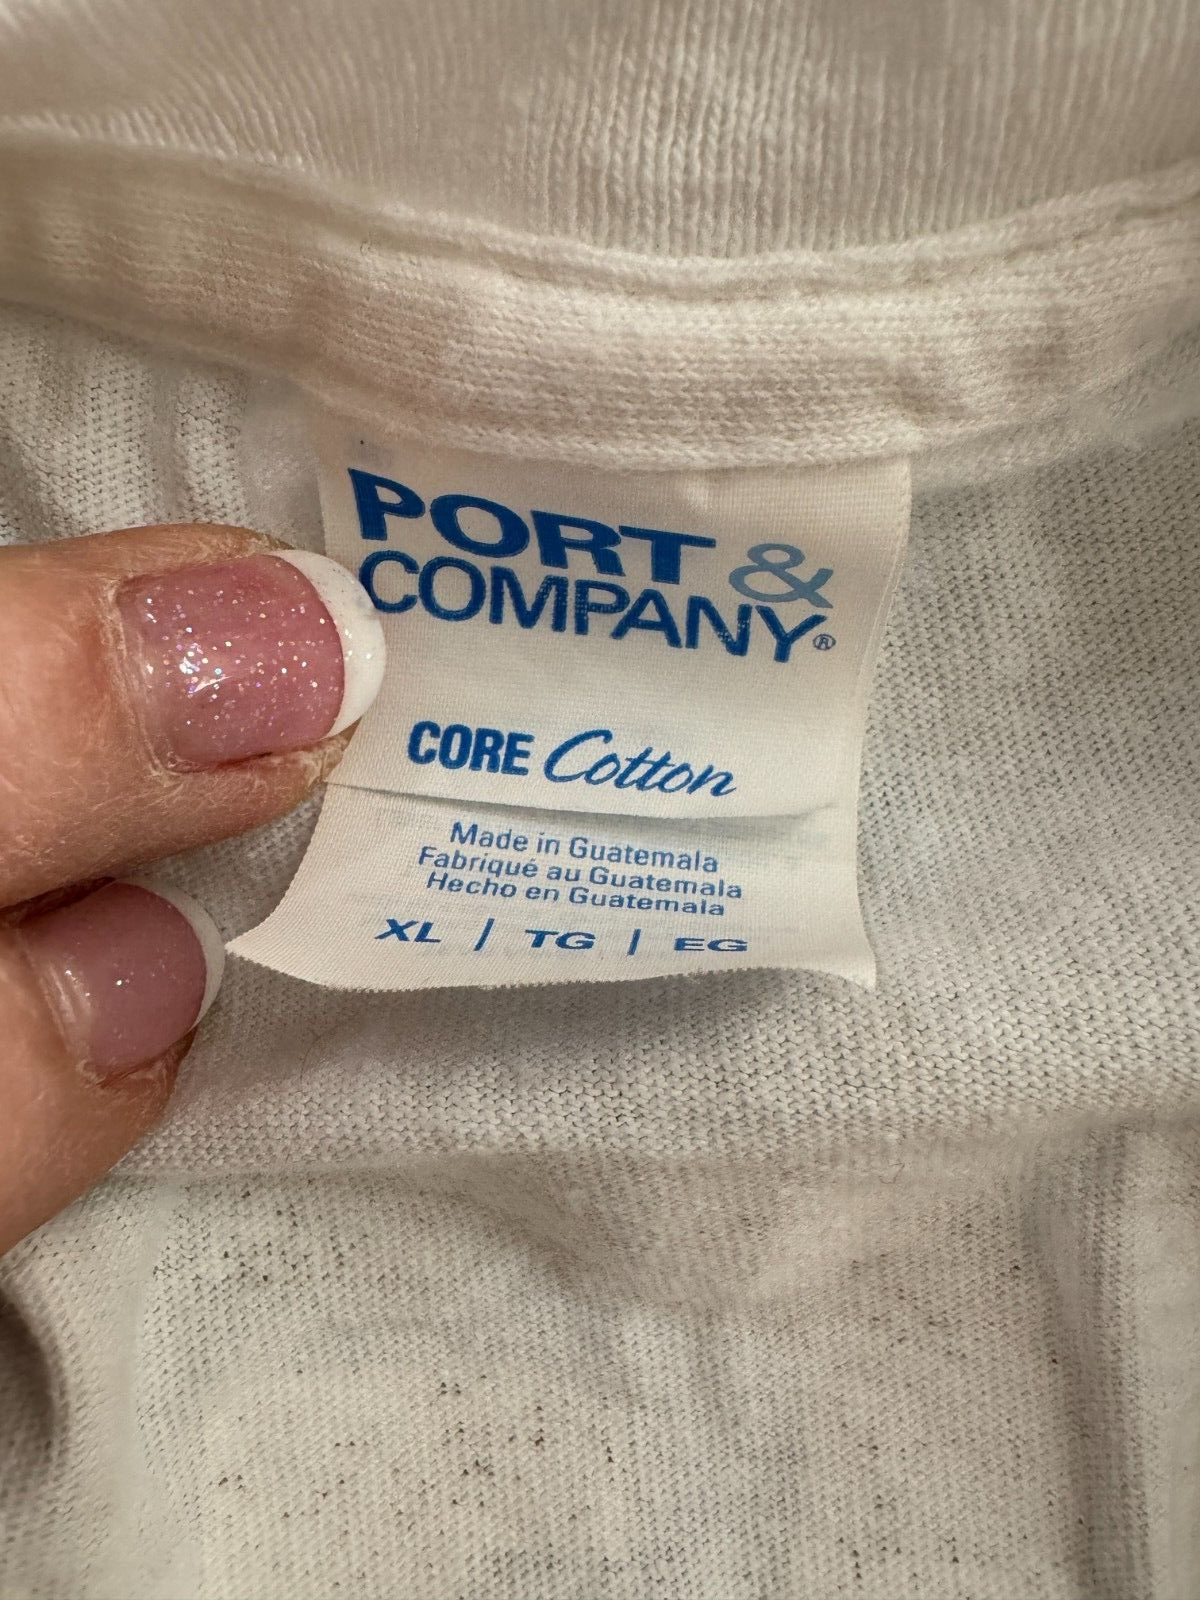 PORT &
COMPANY®
CORE Cotton
Made in Guatemala
Fabriqué au Guatemala
Hecho en Guatemala
XL / TG | EG